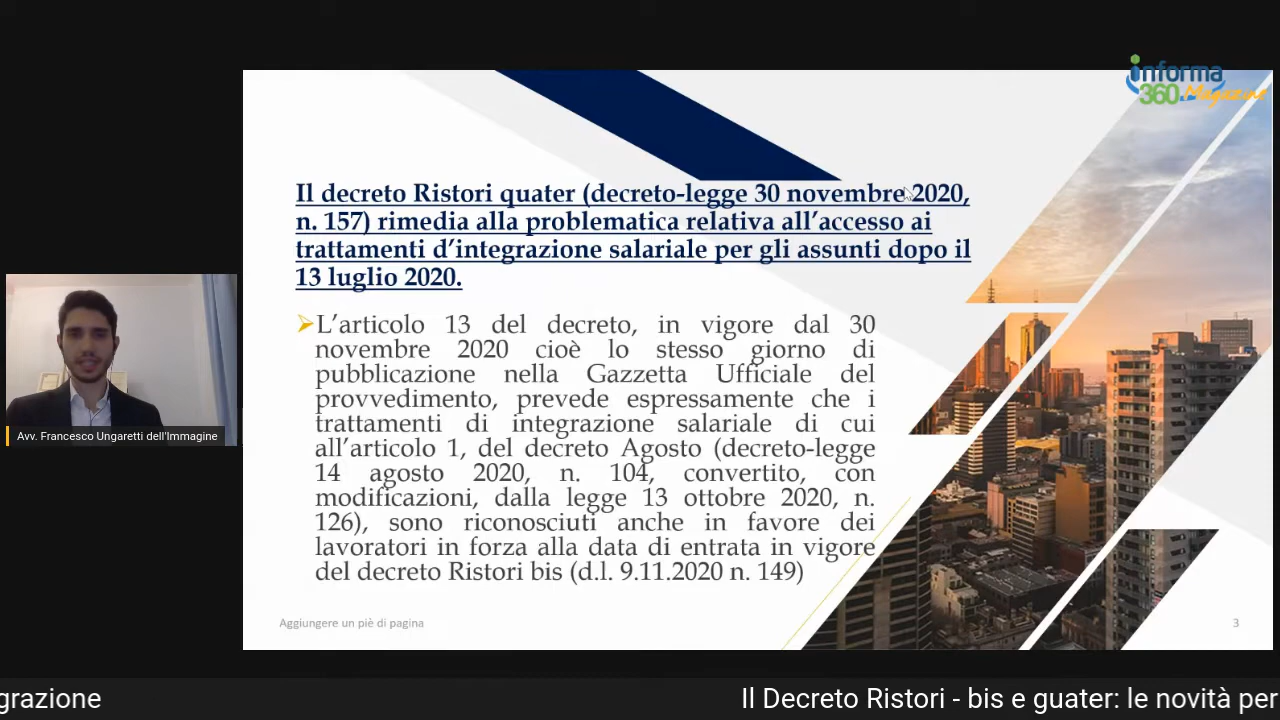 informa
360 Magazine
Il decreto Ristori quater (decreto-legge 30 novembre 2020,
n. 157) rimedia alla problematica relativa all’accesso ai
trattamenti d’integrazione salariale per gli assunti dopo il
13 luglio 2020.
L’articolo 13 del decreto, in vigore dal 30
novembre 2020 cioè lo stesso giorno di
pubblicazione nella Gazzetta Ufficiale del
provvedimento, prevede espressamente che i
trattamenti di integrazione salariale di cui
all’articolo 1, del decreto Agosto (decreto-legge
14 agosto 2020, n. 104, convertito, con
modificazioni, dalla legge 13 ottobre 2020, n.
126), sono riconosciuti anche in favore dei
lavoratori in forza alla data di entrata in vigore
del decreto Ristori bis (d.l. 9.11.2020 n. 149)
Avv. Francesco Ungaretti dell'Immagine
Aggiungere un piè di pagina
3
grazione
Il Decreto Ristori - bis e guater: le novità per